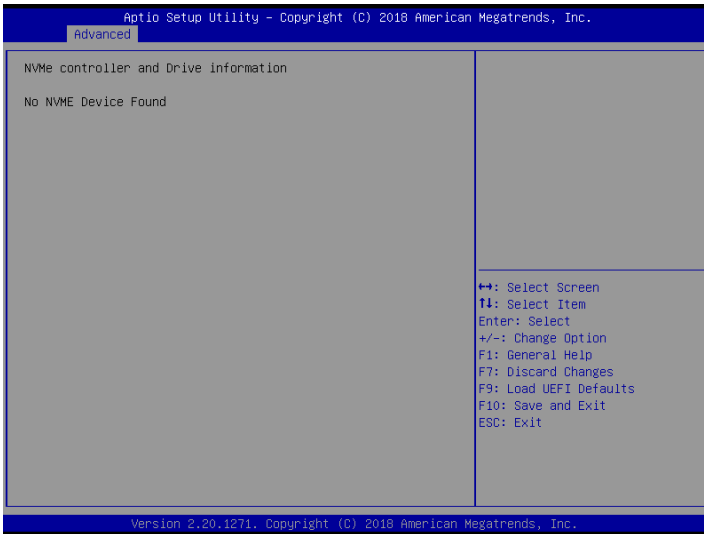 Aptio Setup Utility – Copyright (C) 2018 American Megatrends, Inc.
Advanced
NVMe controller and Drive information
No NVME Device Found
↔: Select Screen
↑↓: Select Item
Enter: Select
+/-: Change Option
F1: General Help
F7: Discard Changes
F9: Load UEFI Defaults
F10: Save and Exit
ESC: Exit
Version 2.20.1271. Copyright (C) 2018 American Megatrends, Inc.